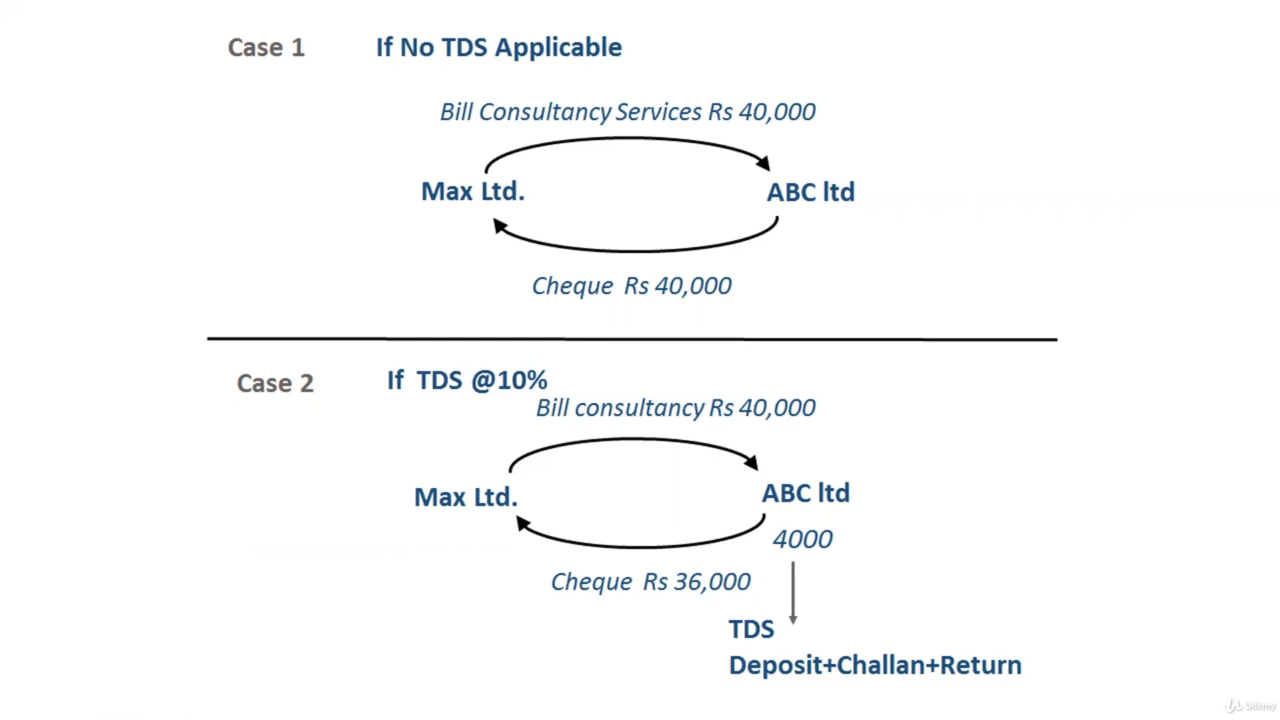 Case 1 If No TDS Applicable
Bill Consultancy Services Rs 40,000
Max Ltd. ABC ltd
Cheque Rs 40,000
Case 2 If TDS @10%
Bill consultancy Rs 40,000
Max Ltd. ABC ltd
4000
Cheque Rs 36,000
TDS
Deposit+Challan+Return
Udemy